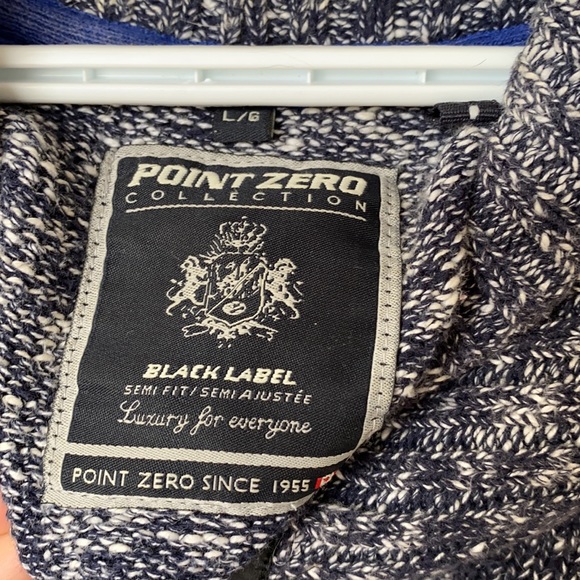 L/G
POINT ZERO
COLLECTION
BLACK LABEL
SEMI FIT/SEMI AJUSTÉE
Luxury for everyone
POINT ZERO SINCE 1955